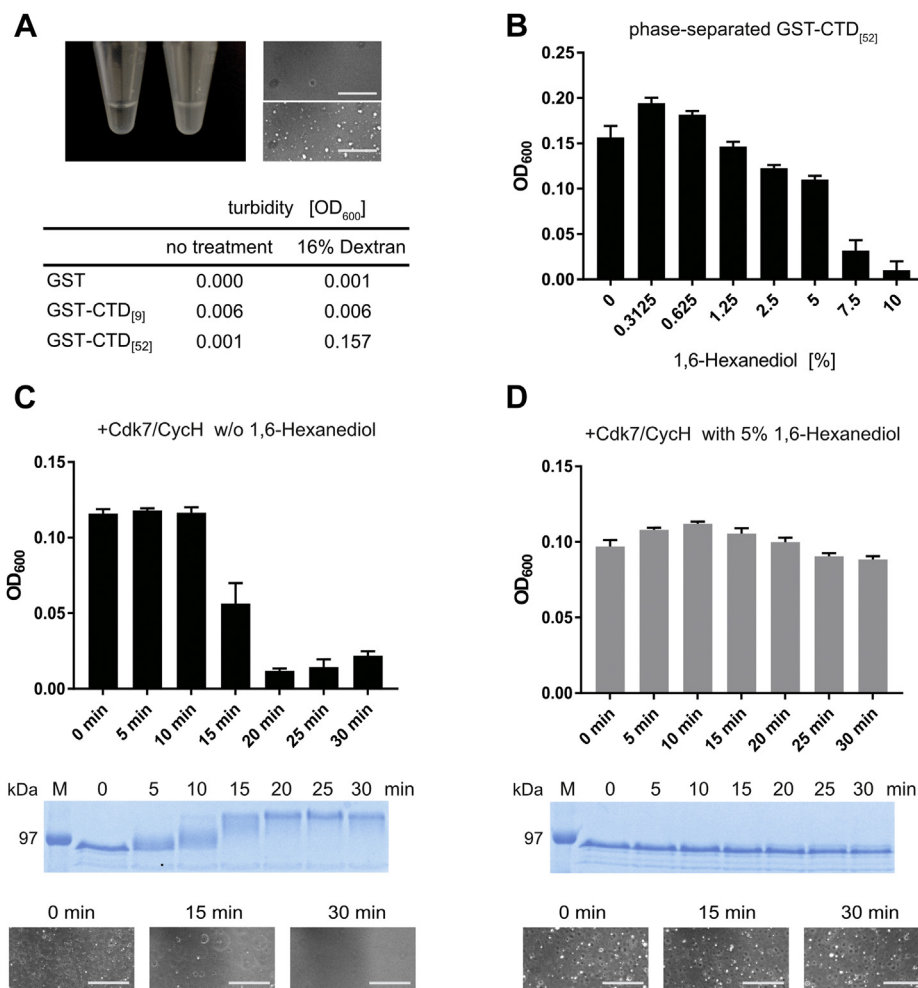 A
turbidity [OD600]
no treatment 16% Dextran
GST 0.000 0.001
GST-CTD[9] 0.006 0.006
GST-CTD[52] 0.001 0.157
B
phase-separated GST-CTD[52]
OD600
0.25
0.20
0.15
0.10
0.05
0.00
0 0.3125 0.625 1.25 2.5 5 7.5 10
1,6-Hexanediol [%]
C
+Cdk7/CycH w/o 1,6-Hexanediol
OD600
0.15
0.10
0.05
0.00
0 min 5 min 10 min 15 min 20 min 25 min 30 min
kDa M 0 5 10 15 20 25 30 min
97
0 min 15 min 30 min
D
+Cdk7/CycH with 5% 1,6-Hexanediol
OD600
0.15
0.10
0.05
0.00
0 min 5 min 10 min 15 min 20 min 25 min 30 min
kDa M 0 5 10 15 20 25 30 min
97
0 min 15 min 30 min